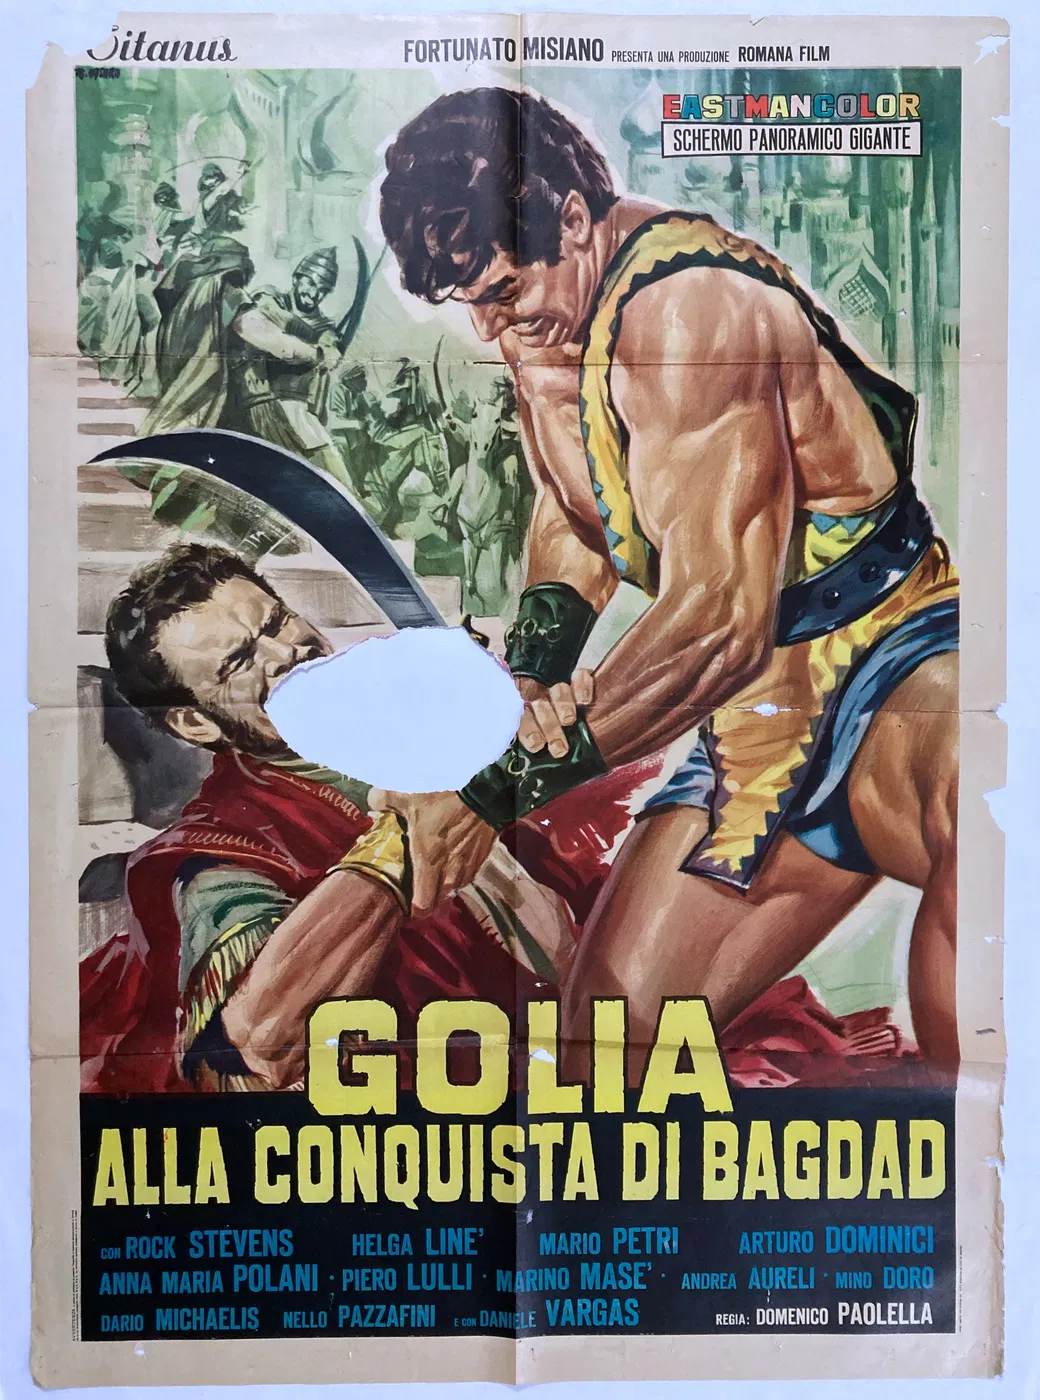 Titanus
FORTUNATO MISIANO PRESENTA UNA PRODUZIONE ROMANA FILM
EASTMANCOLOR
SCHERMO PANORAMICO GIGANTE
GOLIA
ALLA CONQUISTA DI BAGDAD
CON ROCK STEVENS HELGA LINE' MARIO PETRI ARTURO DOMINICI
ANNA MARIA POLANI · PIERO LULLI · MARINO MASE' · ANDREA AURELI · MINO DORO
DARIO MICHAELIS NELLO PAZZAFINI E CON DANIELE VARGAS REGIA: DOMENICO PAOLELLA